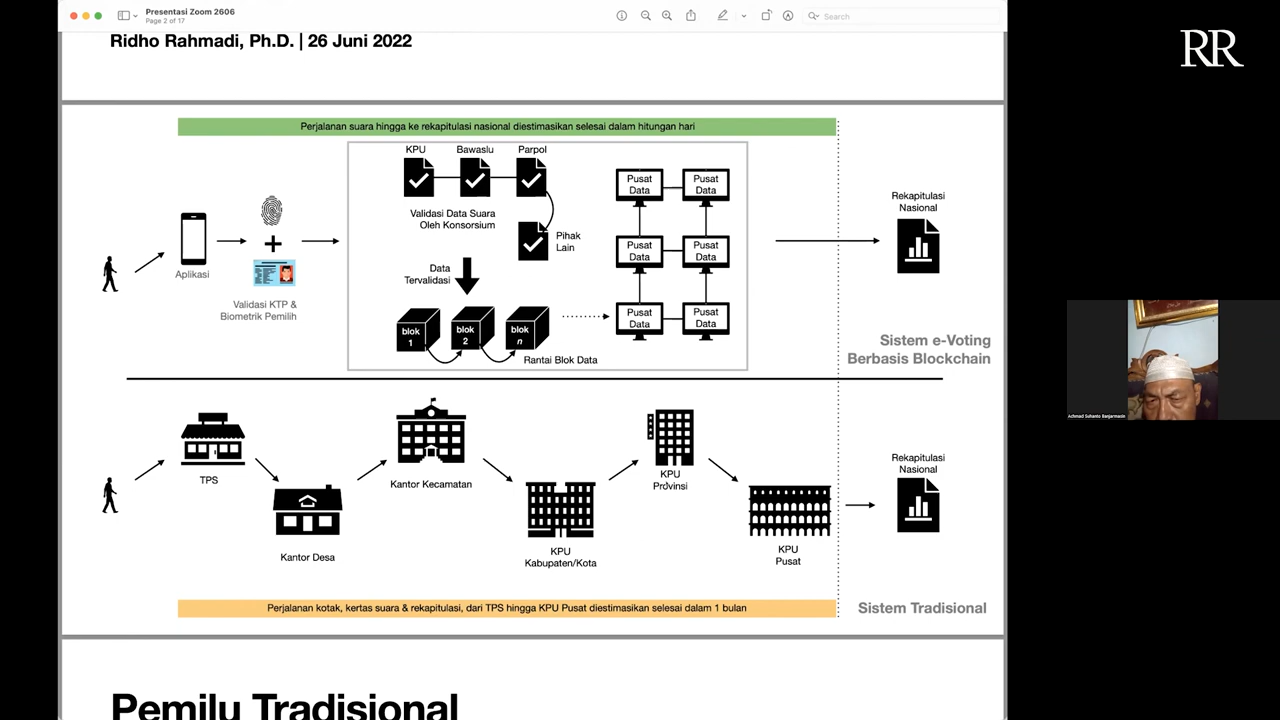 Presentasi Zoom 2606
Page 2 of 17
Search
RR
Ridho Rahmadi, Ph.D. | 26 Juni 2022
Perjalanan suara hingga ke rekapitulasi nasional diestimasikan selesai dalam hitungan hari
KPU
Bawaslu
Parpol
Validasi Data Suara
Oleh Konsorsium
Pihak
Lain
Data
Tervalidasi
blok
1
blok
2
blok
n
Rantai Blok Data
Pusat
Data
Pusat
Data
Pusat
Data
Pusat
Data
Pusat
Data
Pusat
Data
Aplikasi
Validasi KTP &
Biometrik Pemilih
Rekapitulasi
Nasional
Sistem e-Voting
Berbasis Blockchain
TPS
Kantor Desa
Kantor Kecamatan
KPU
Kabupaten/Kota
KPU
Provinsi
KPU
Pusat
Rekapitulasi
Nasional
Perjalanan kotak, kertas suara & rekapitulasi, dari TPS hingga KPU Pusat diestimasikan selesai dalam 1 bulan
Sistem Tradisional
Pemilu Tradisional
Achmad Suhanto Banjarmasin